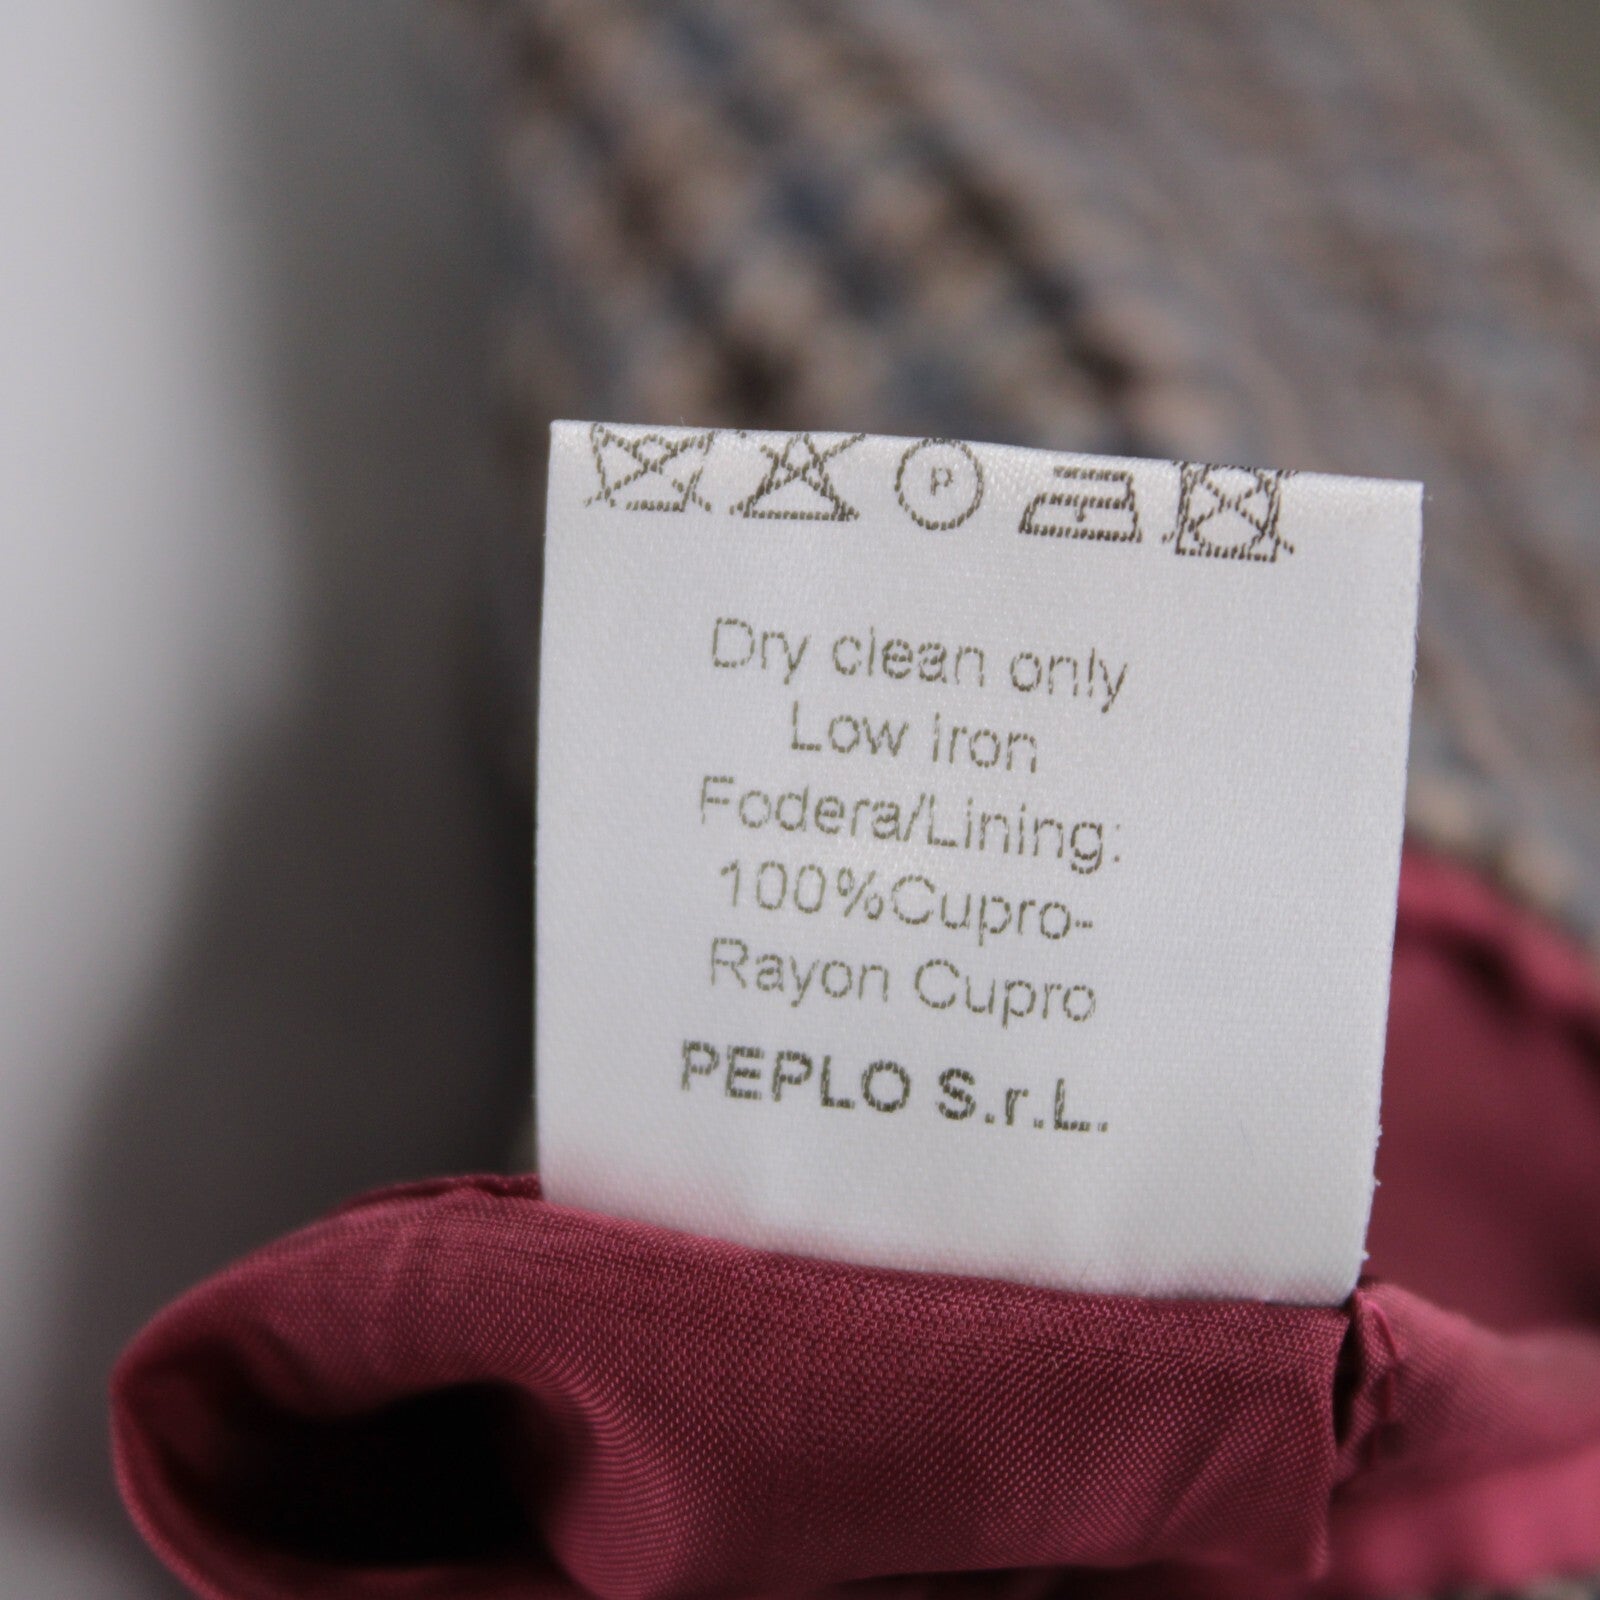 P
Dry clean only
Low iron
Fodera/Lining:
100%Cupro-
Rayon Cupro
PEPLO S.r.L.